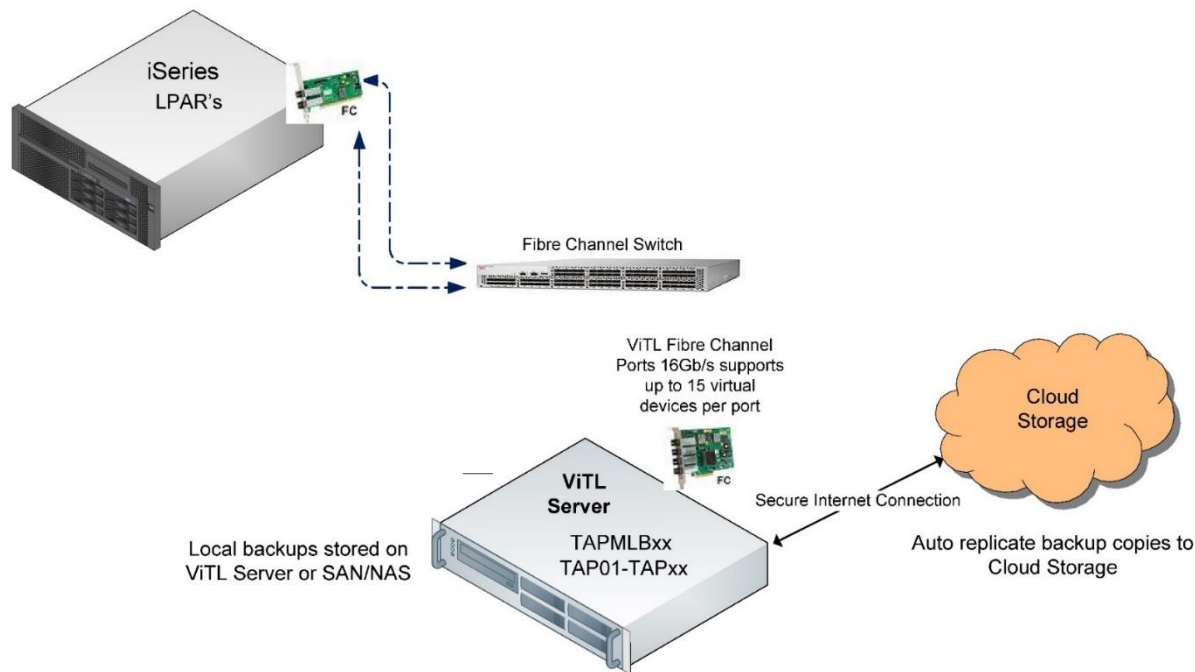 iSeries
LPAR's
FC
Fibre Channel Switch
ViTL Fibre Channel
Ports 16Gb/s supports
up to 15 virtual
devices per port
FC
Cloud
Storage
ViTL
Server
TAPMLBxx
TAP01-TAPxx
Secure Internet Connection
Local backups stored on
ViTL Server or SAN/NAS
Auto replicate backup copies to
Cloud Storage